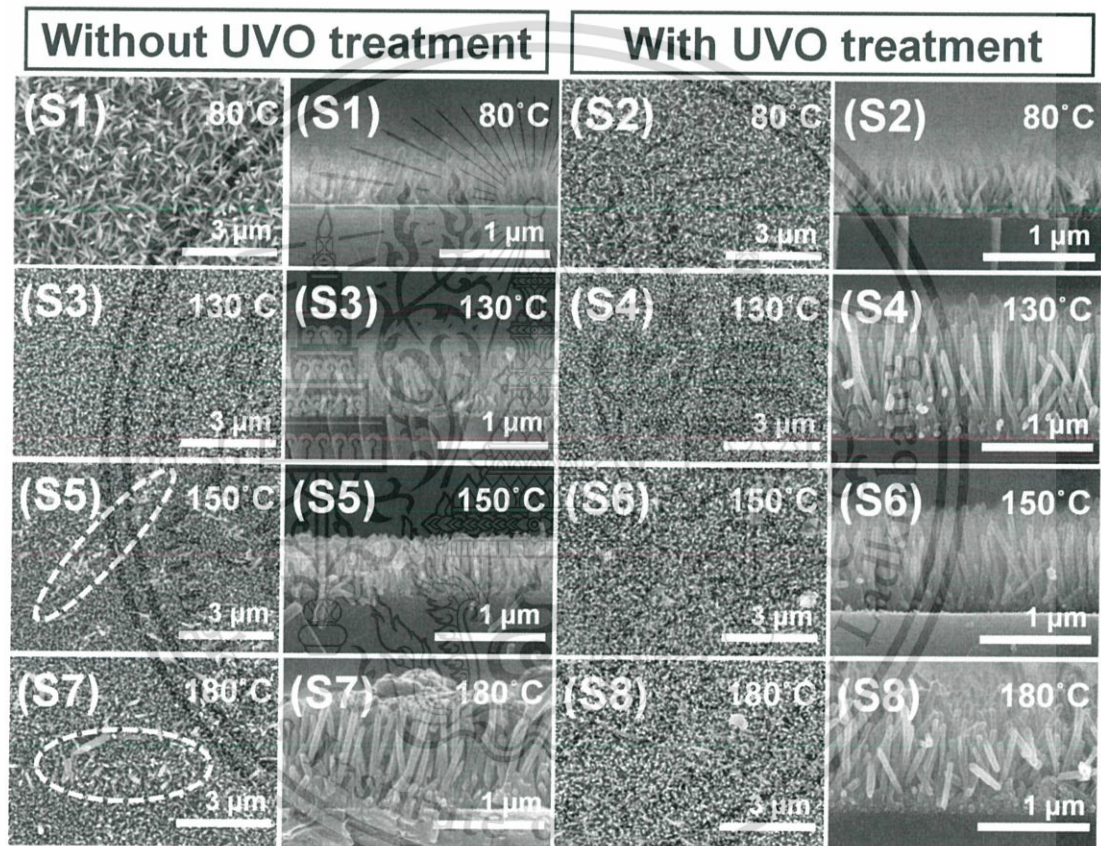 Without UVO treatment
With UVO treatment
(S1) 80°C
3 µm
(S1) 80°C
1 µm
(S2) 80°C
3 µm
(S2) 80°C
1 µm
(S3) 130°C
3 µm
(S3) 130°C
1 µm
(S4) 130°C
3 µm
(S4) 130°C
1 µm
(S5) 150°C
3 µm
(S5) 150°C
1 µm
(S6) 150°C
3 µm
(S6) 150°C
1 µm
(S7) 180°C
3 µm
(S7) 180°C
1 µm
(S8) 180°C
3 µm
(S8) 180°C
1 µm